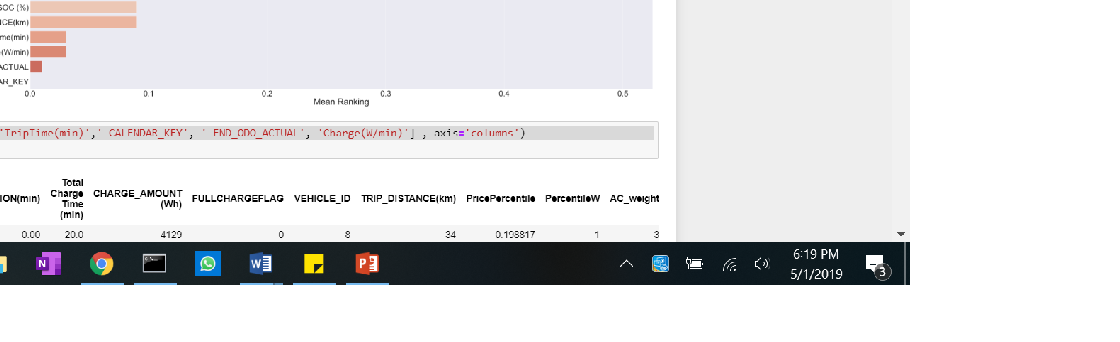 SOC (%)
ICE(km)
me(min)
(W/min)
ACTUAL
AR_KEY
0.0 0.1 0.2 0.3 0.4 0.5
Mean Ranking
'TripTime(min)',' CALENDAR_KEY', ' END_ODO_ACTUAL', 'Charge(W/min)'] , axis='columns')
ION(min) Total Charge Time (min) CHARGE_AMOUNT (Wh) FULLCHARGEFLAG VEHICLE_ID TRIP_DISTANCE(km) PricePercentile PercentileW AC_weight
0.00 20.0 4129 0 8 34 0.196817 1 3
N
W
P
6:19 PM
5/1/2019
3